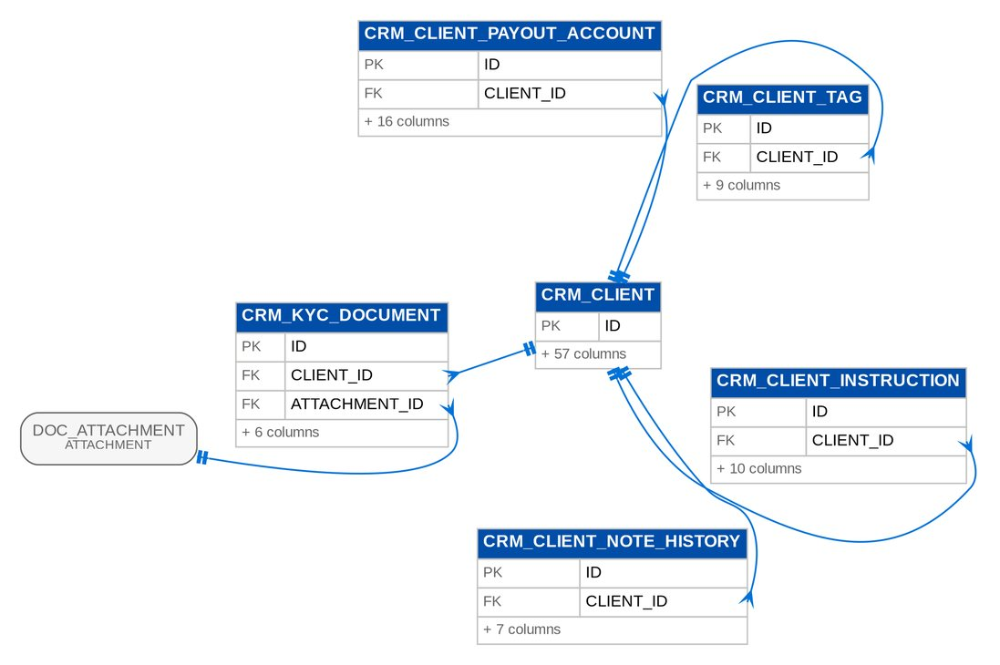 CRM_CLIENT_PAYOUT_ACCOUNT
PK ID
FK CLIENT_ID
+ 16 columns
CRM_CLIENT_TAG
PK ID
FK CLIENT_ID
+ 9 columns
CRM_CLIENT
PK ID
+ 57 columns
CRM_KYC_DOCUMENT
PK ID
FK CLIENT_ID
FK ATTACHMENT_ID
+ 6 columns
DOC_ATTACHMENT
ATTACHMENT
CRM_CLIENT_INSTRUCTION
PK ID
FK CLIENT_ID
+ 10 columns
CRM_CLIENT_NOTE_HISTORY
PK ID
FK CLIENT_ID
+ 7 columns